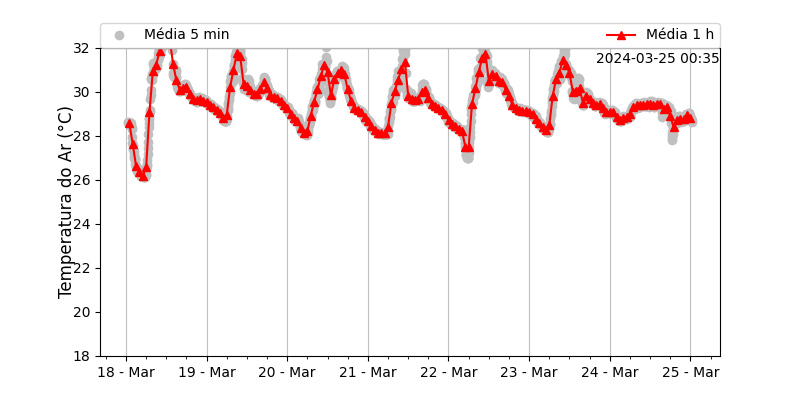 Média 5 min
Média 1 h
2024-03-25 00:35
Temperatura do Ar (°C)
32
30
28
26
24
22
20
18
18 - Mar
19 - Mar
20 - Mar
21 - Mar
22 - Mar
23 - Mar
24 - Mar
25 - Mar